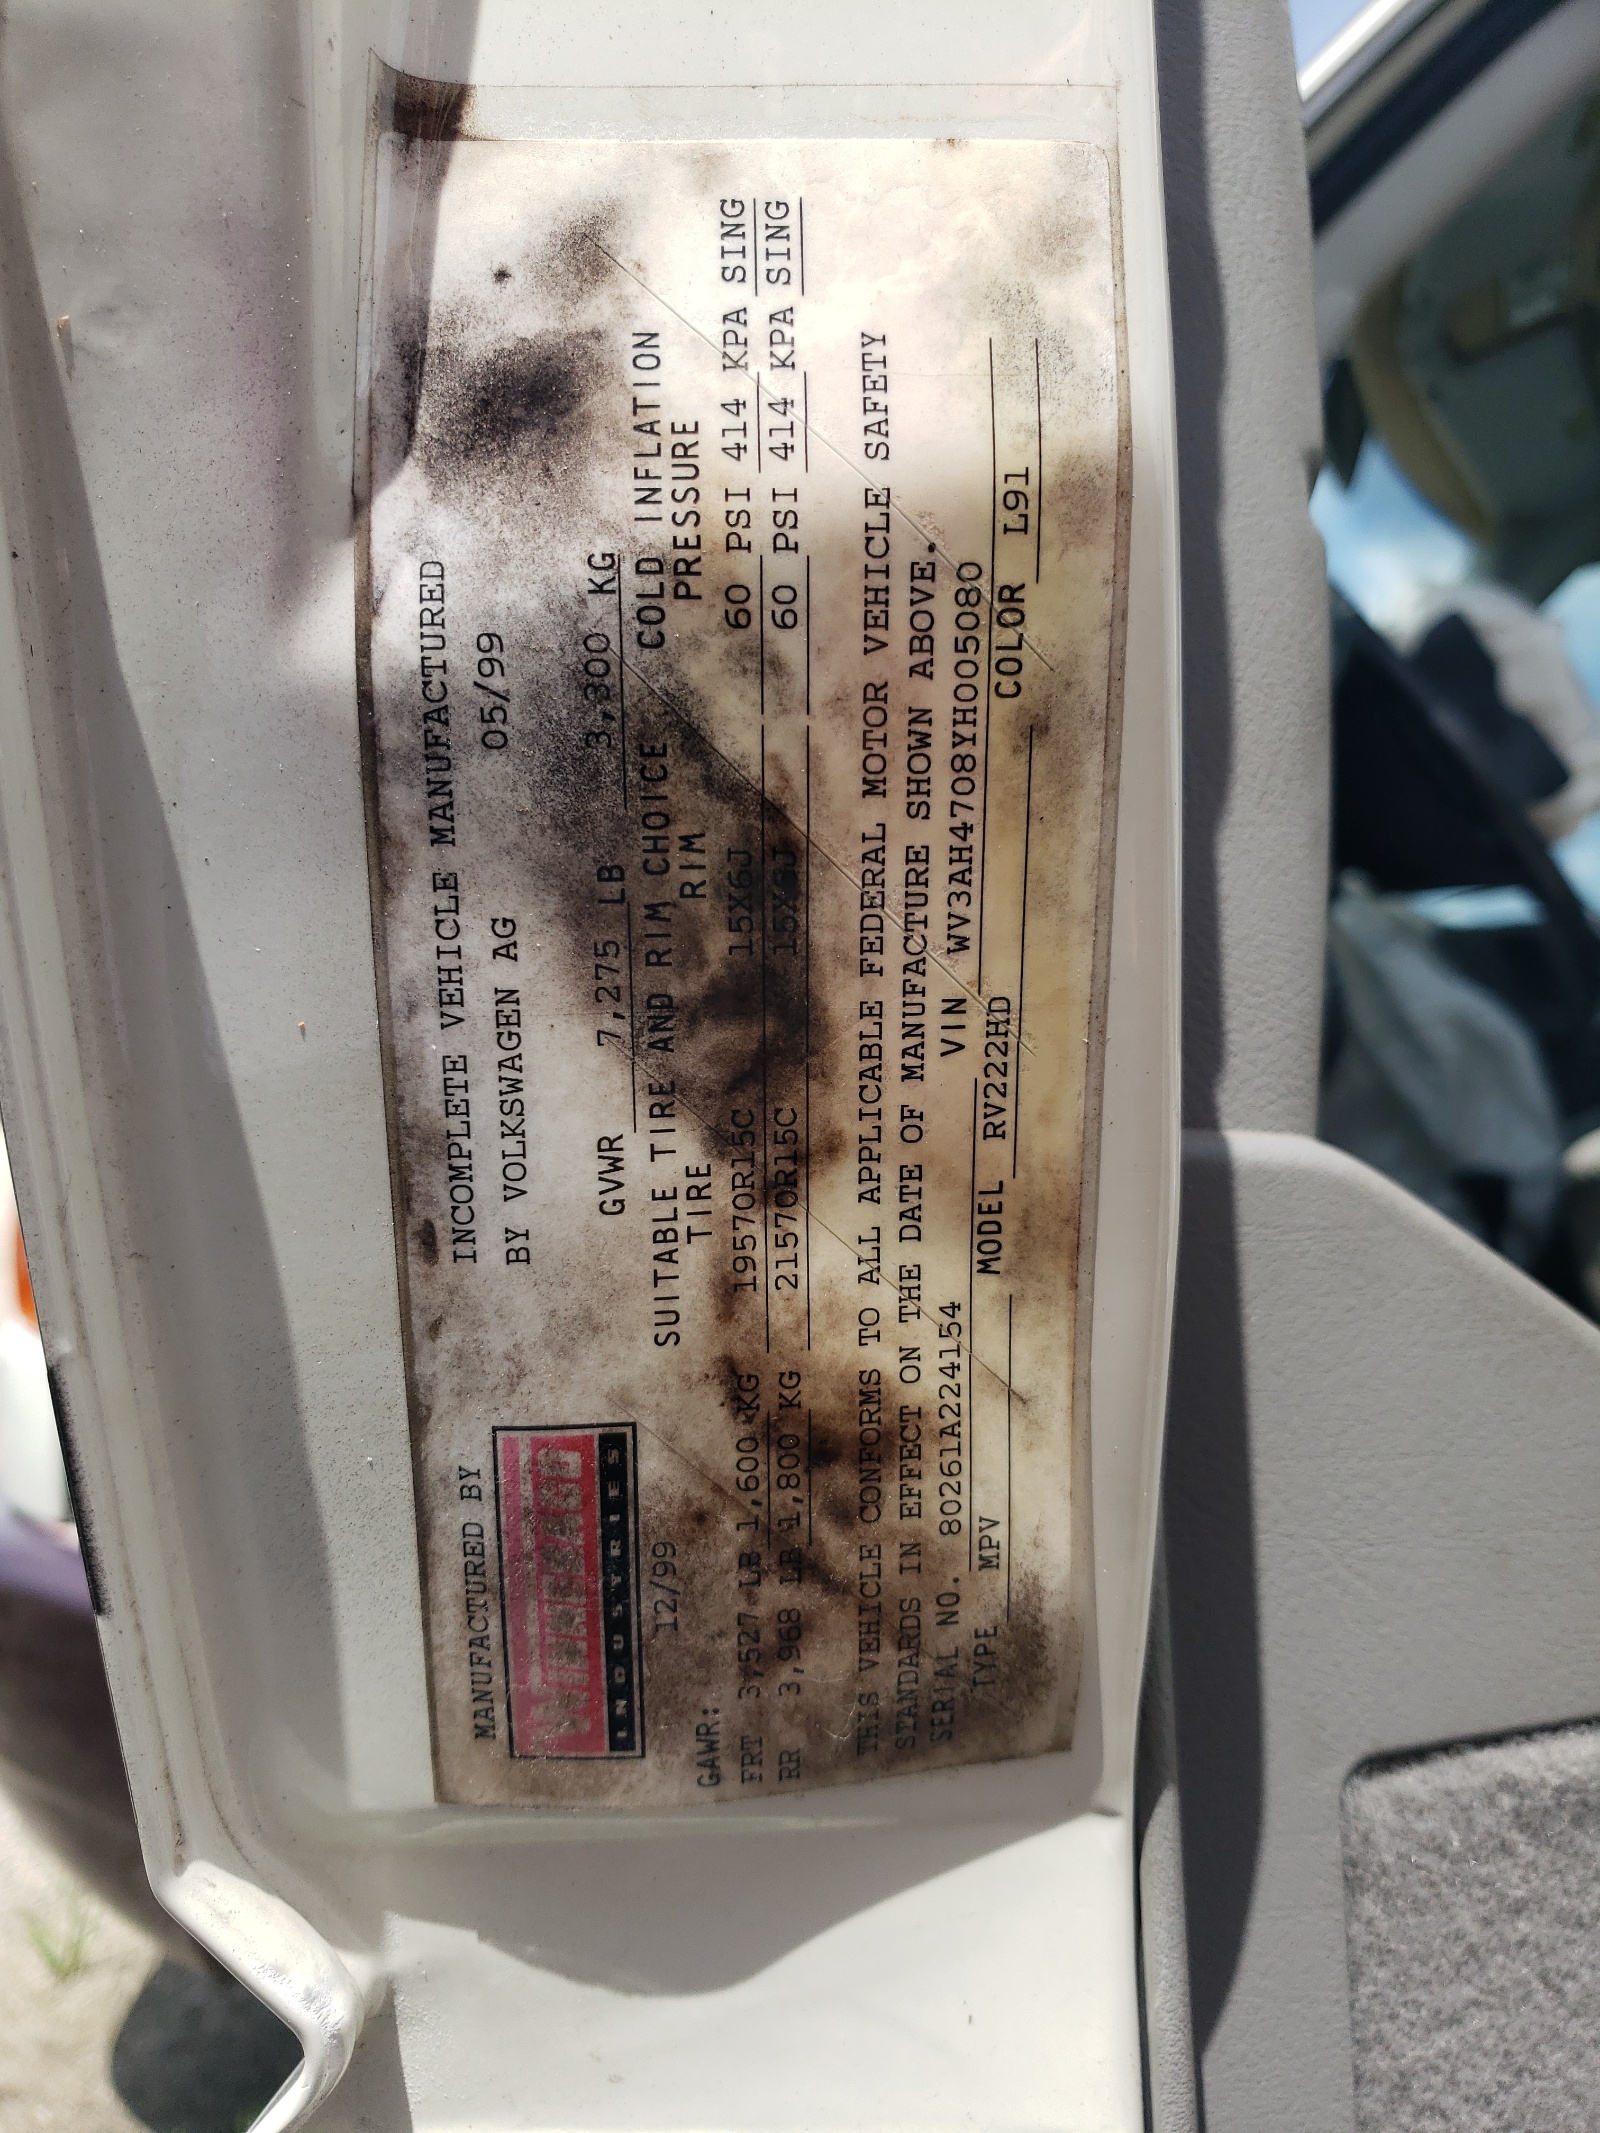 MANUFACTURED BY
WINNEBAGO
INDUSTRIES
12/99
INCOMPLETE VEHICLE MANUFACTURED
BY VOLKSWAGEN AG 05/99
GVWR 7,275 LB 3,300 KG
SUITABLE TIRE AND RIM CHOICE COLD INFLATION
GAWR: TIRE RIM PRESSURE
FRT 3,527 LB 1,600 KG 19570R15C 15X6J 60 PSI 414 KPA SING
RR 3,968 LB 1,800 KG 21570R15C 15X6J 60 PSI 414 KPA SING
THIS VEHICLE CONFORMS TO ALL APPLICABLE FEDERAL MOTOR VEHICLE SAFETY
STANDARDS IN EFFECT ON THE DATE OF MANUFACTURE SHOWN ABOVE.
SERIAL NO. 80261A224154 VIN WV3AH4708YH005080
TYPE MPV MODEL RV222HD COLOR L91